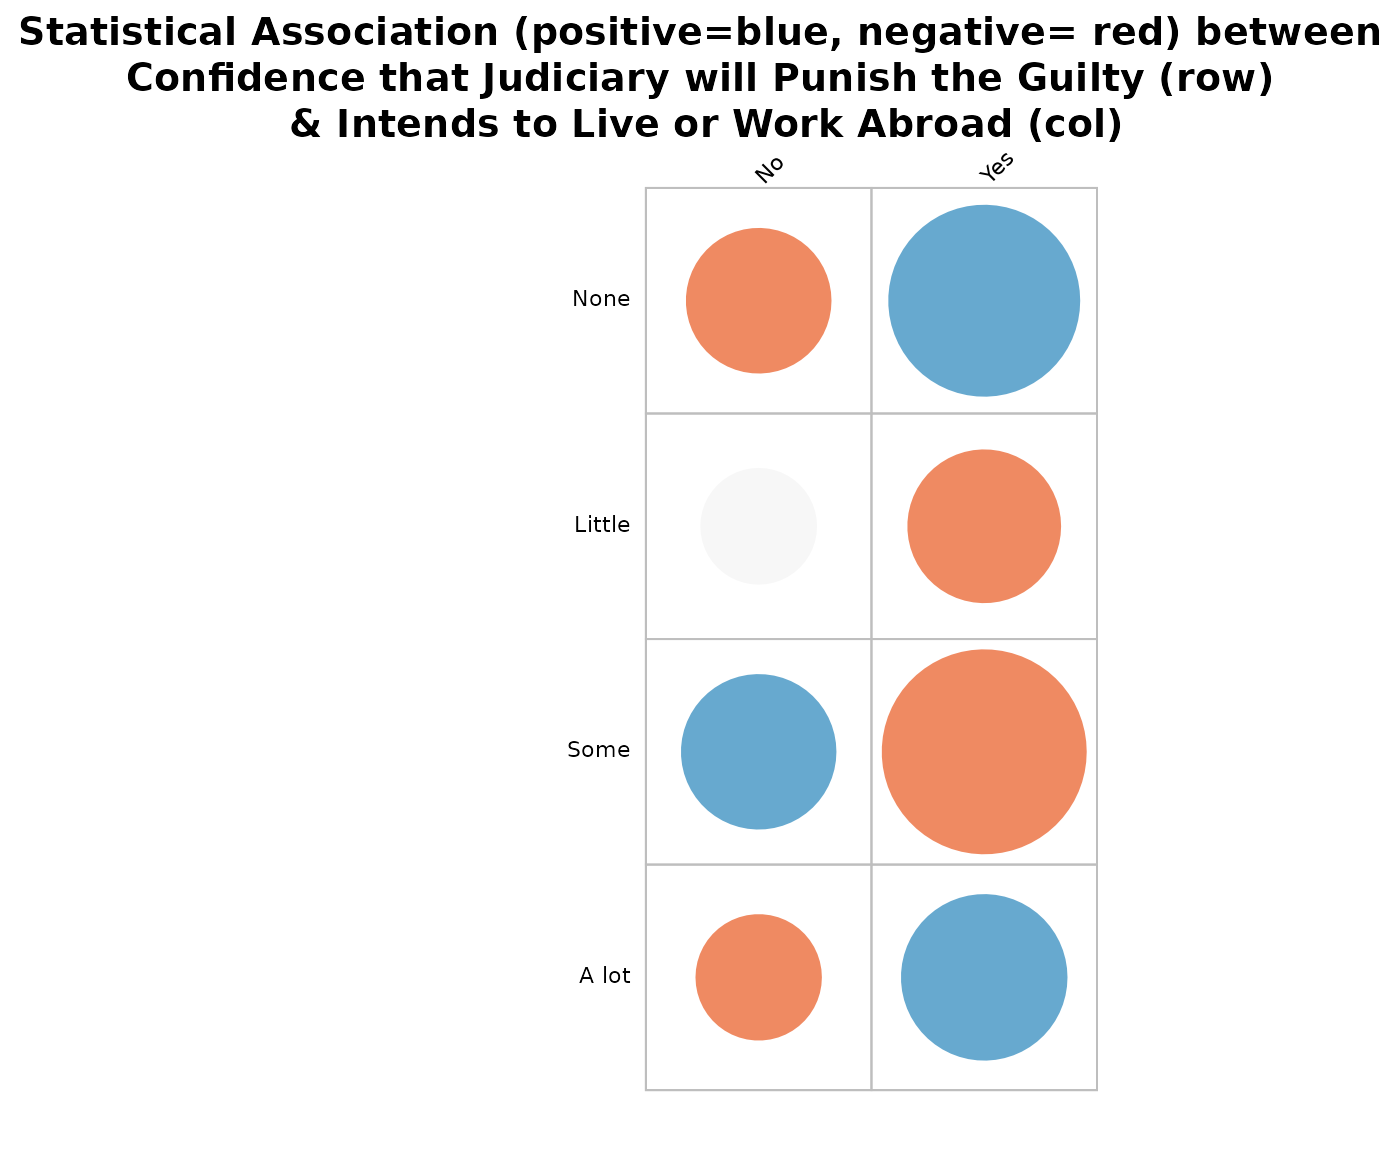 Statistical Association (positive=blue, negative= red) between
Confidence that Judiciary will Punish the Guilty (row)
& Intends to Live or Work Abroad (col)
No
Yes
None
Little
Some
A lot